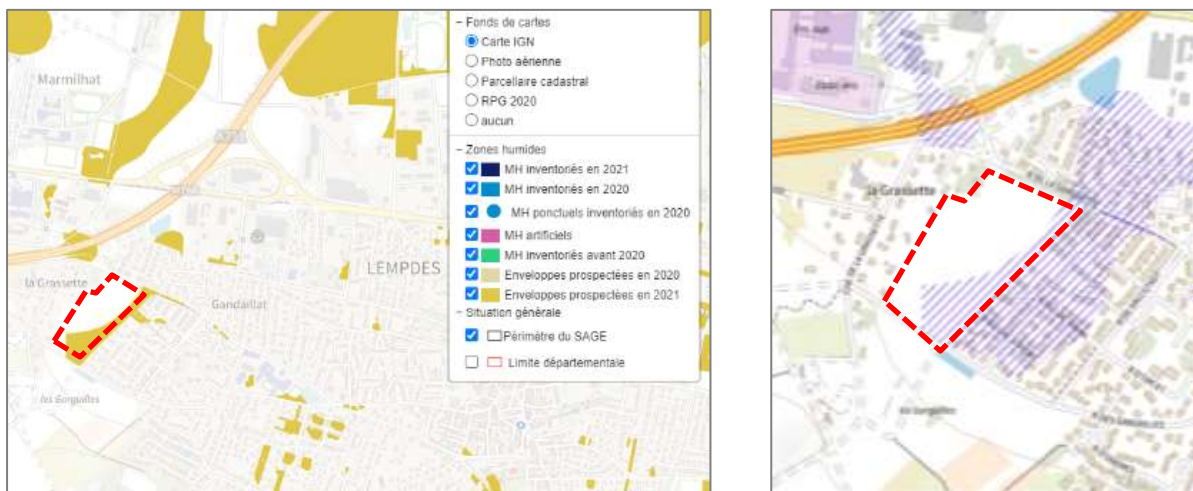 – Fonds de cartes
Carte IGN
Photo aérienne
Parcellaire cadastral
RPG 2020
aucun
– Zones humides
MH inventoriés en 2021
MH inventoriés en 2020
MH ponctuels inventoriés en 2020
MH artificiels
MH inventoriés avant 2020
Enveloppes prospectées en 2020
Enveloppes prospectées en 2021
– Situation générale
Périmètre du SAGE
Limite départementale
Marmilhat
LEMPDES
la Grassette
Gandaillat
les Gorguilles
la Grassette
les Gorguilles